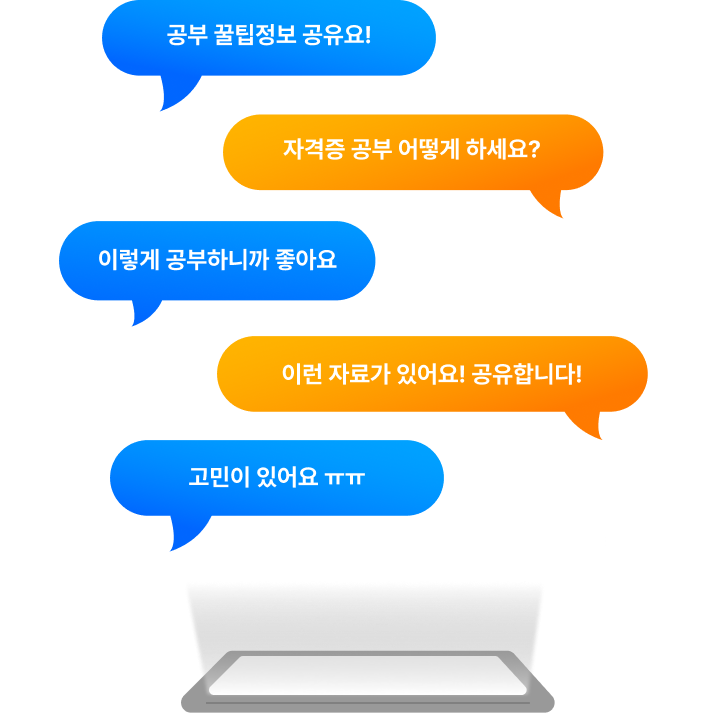 공부 꿀팁정보 공유요!
자격증 공부 어떻게 하세요?
이렇게 공부하니까 좋아요
이런 자료가 있어요! 공유합니다!
고민이 있어요 ㅠㅠ